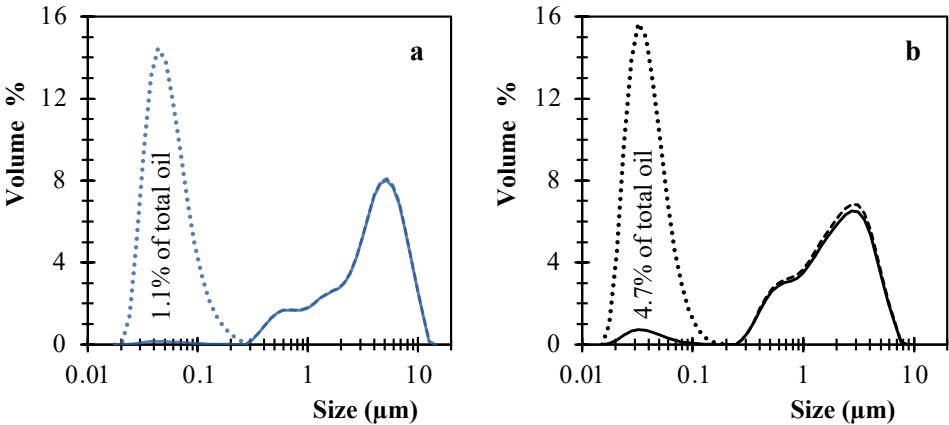 a
Volume %
16
12
8
4
0
1.1% of total oil
0.01
0.1
1
10
Size (µm)
b
Volume %
16
12
8
4
0
4.7% of total oil
0.01
0.1
1
10
Size (µm)